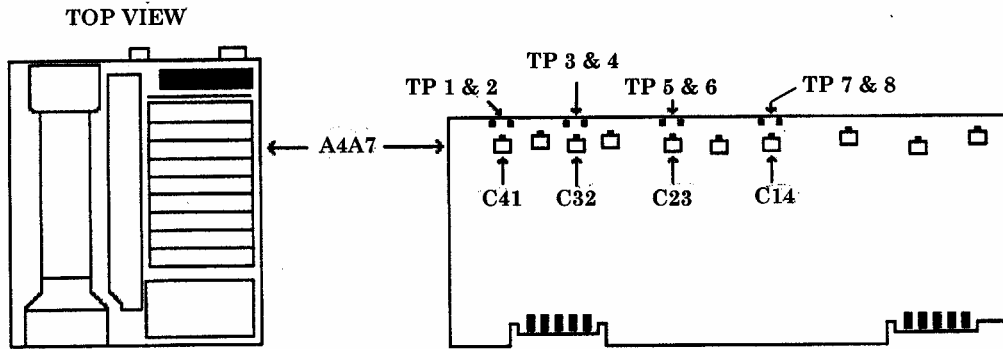 TOP VIEW
TP 1 & 2
TP 3 & 4
TP 5 & 6
TP 7 & 8
A4A7
C41
C32
C23
C14